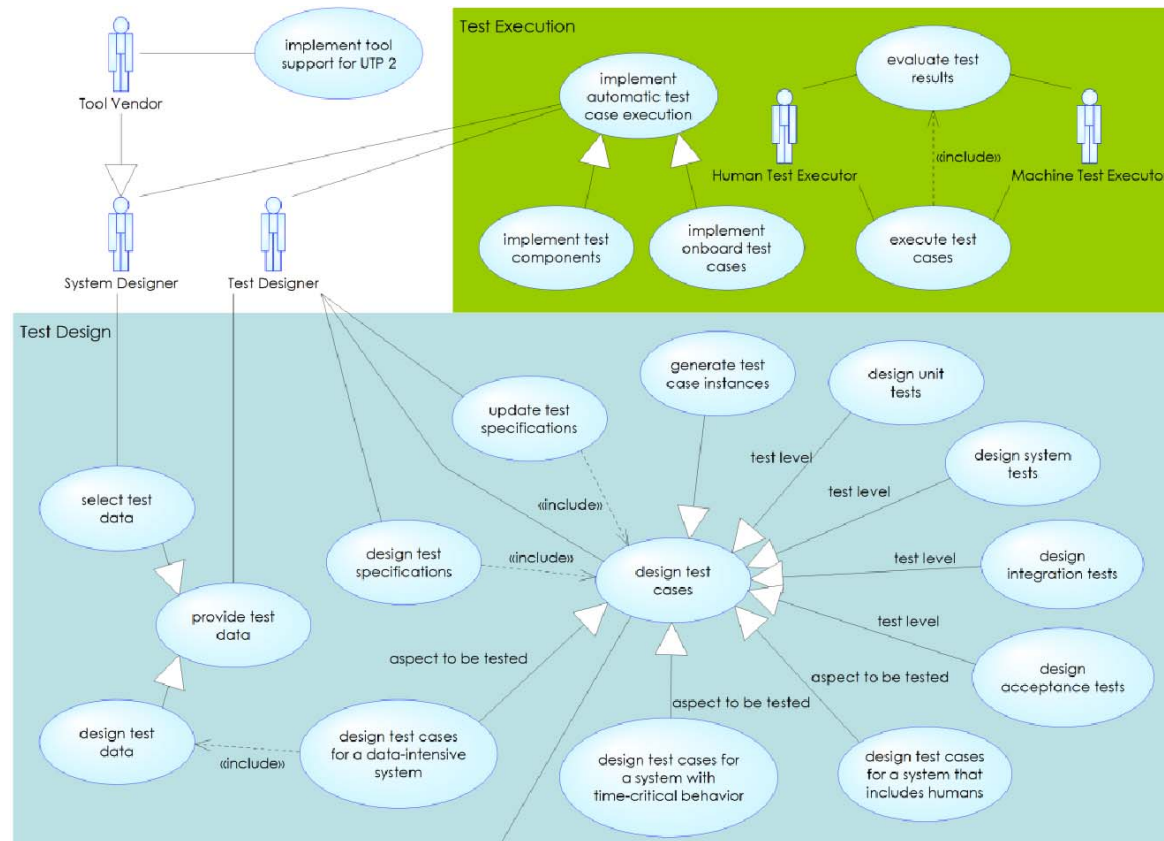 Test Execution
implement tool
support for UTP 2
Tool Vendor
implement
automatic test
case execution
evaluate test
results
Human Test Executor
«include»
Machine Test Executo
System Designer
Test Designer
implement test
components
implement
onboard test
cases
execute test
cases
Test Design
generate test
case instances
design unit
tests
update test
specifications
test level
design system
tests
select test
data
«include»
test level
design test
specifications
«include»
design test
cases
test level
design
integration tests
provide test
data
test level
aspect to be tested
aspect to be tested
design
acceptance tests
aspect to be tested
design test
data
«include»
design test cases
for a data-intensive
system
design test cases for
a system with
time-critical behavior
design test cases
for a system that
includes humans